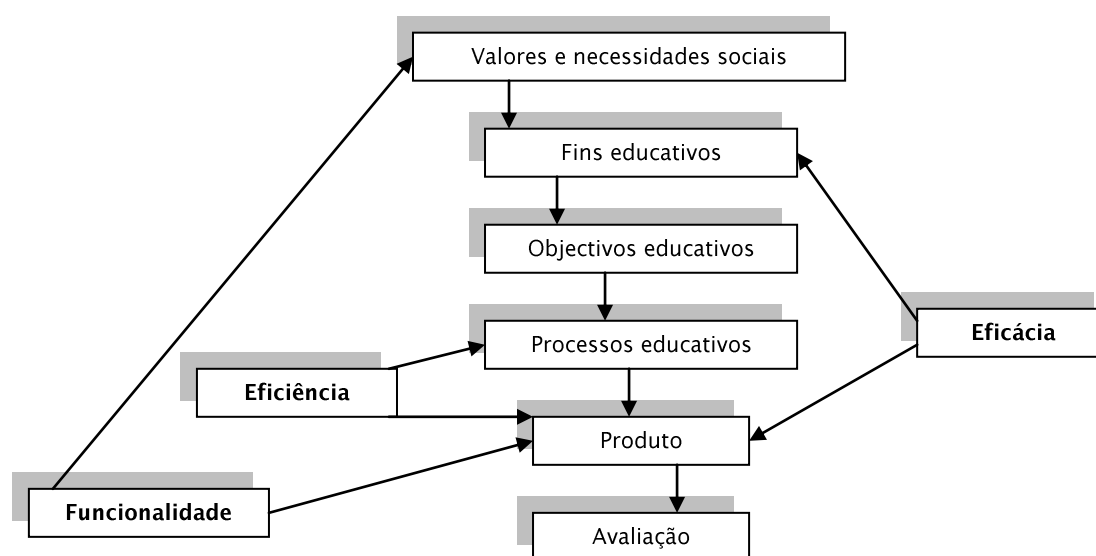 Valores e necessidades sociais
Fins educativos
Objectivos educativos
Eficácia
Processos educativos
Eficiência
Produto
Funcionalidade
Avaliação